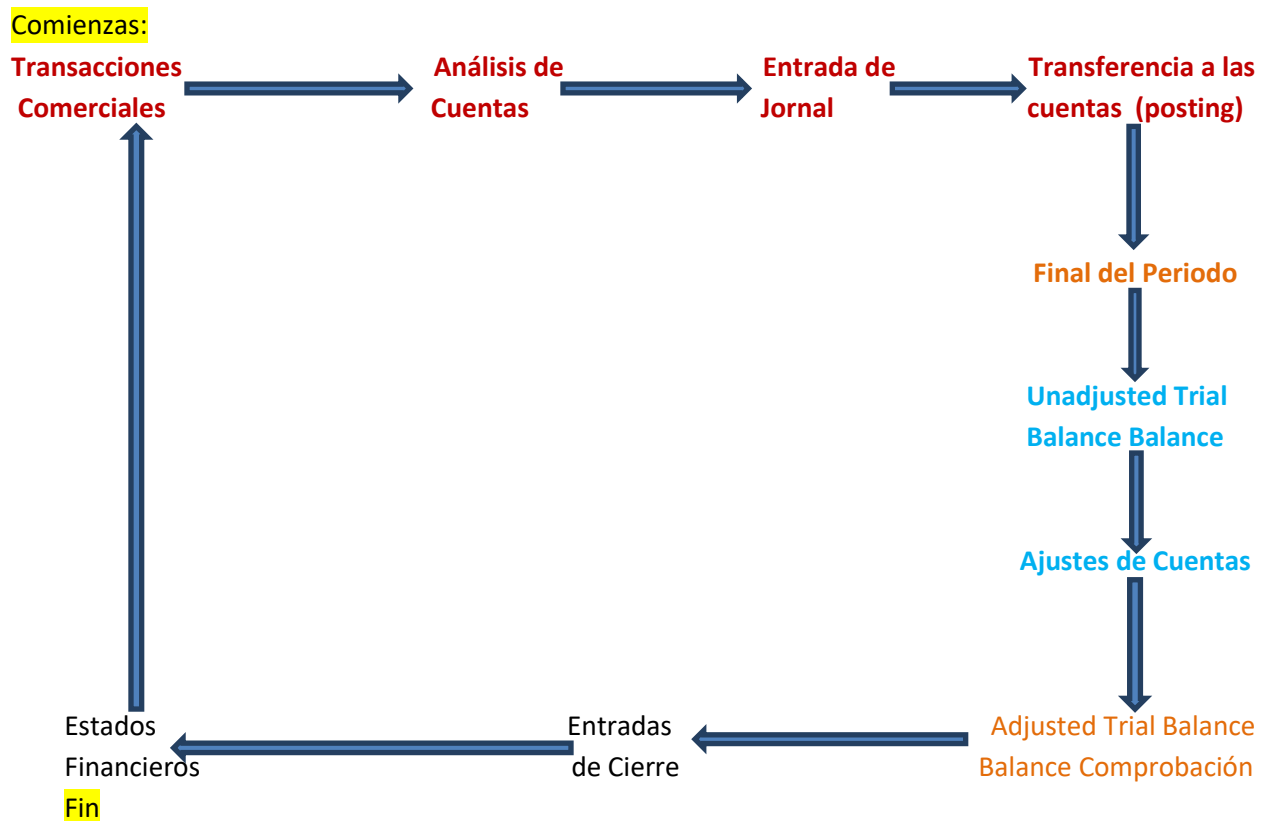 Comienzas:
Transacciones
Comerciales
Análisis de
Cuentas
Entrada de
Jornal
Transferencia a las
cuentas (posting)
Final del Periodo
Unadjusted Trial
Balance Balance
Ajustes de Cuentas
Adjusted Trial Balance
Balance Comprobación
Entradas
de Cierre
Estados
Financieros
Fin